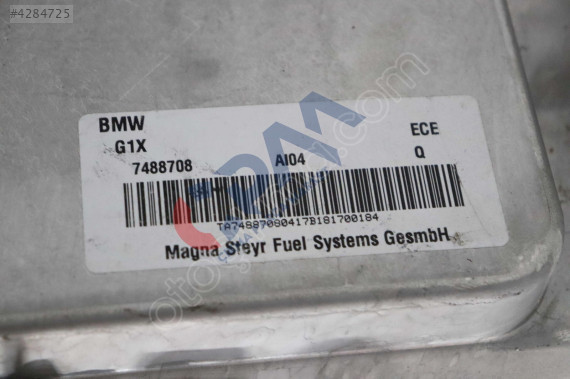 #4284725
BMW
G1X ECE
7488708 AI04 Q
TA74887080417B181700184
Magna Steyr Fuel Systems GesmbH